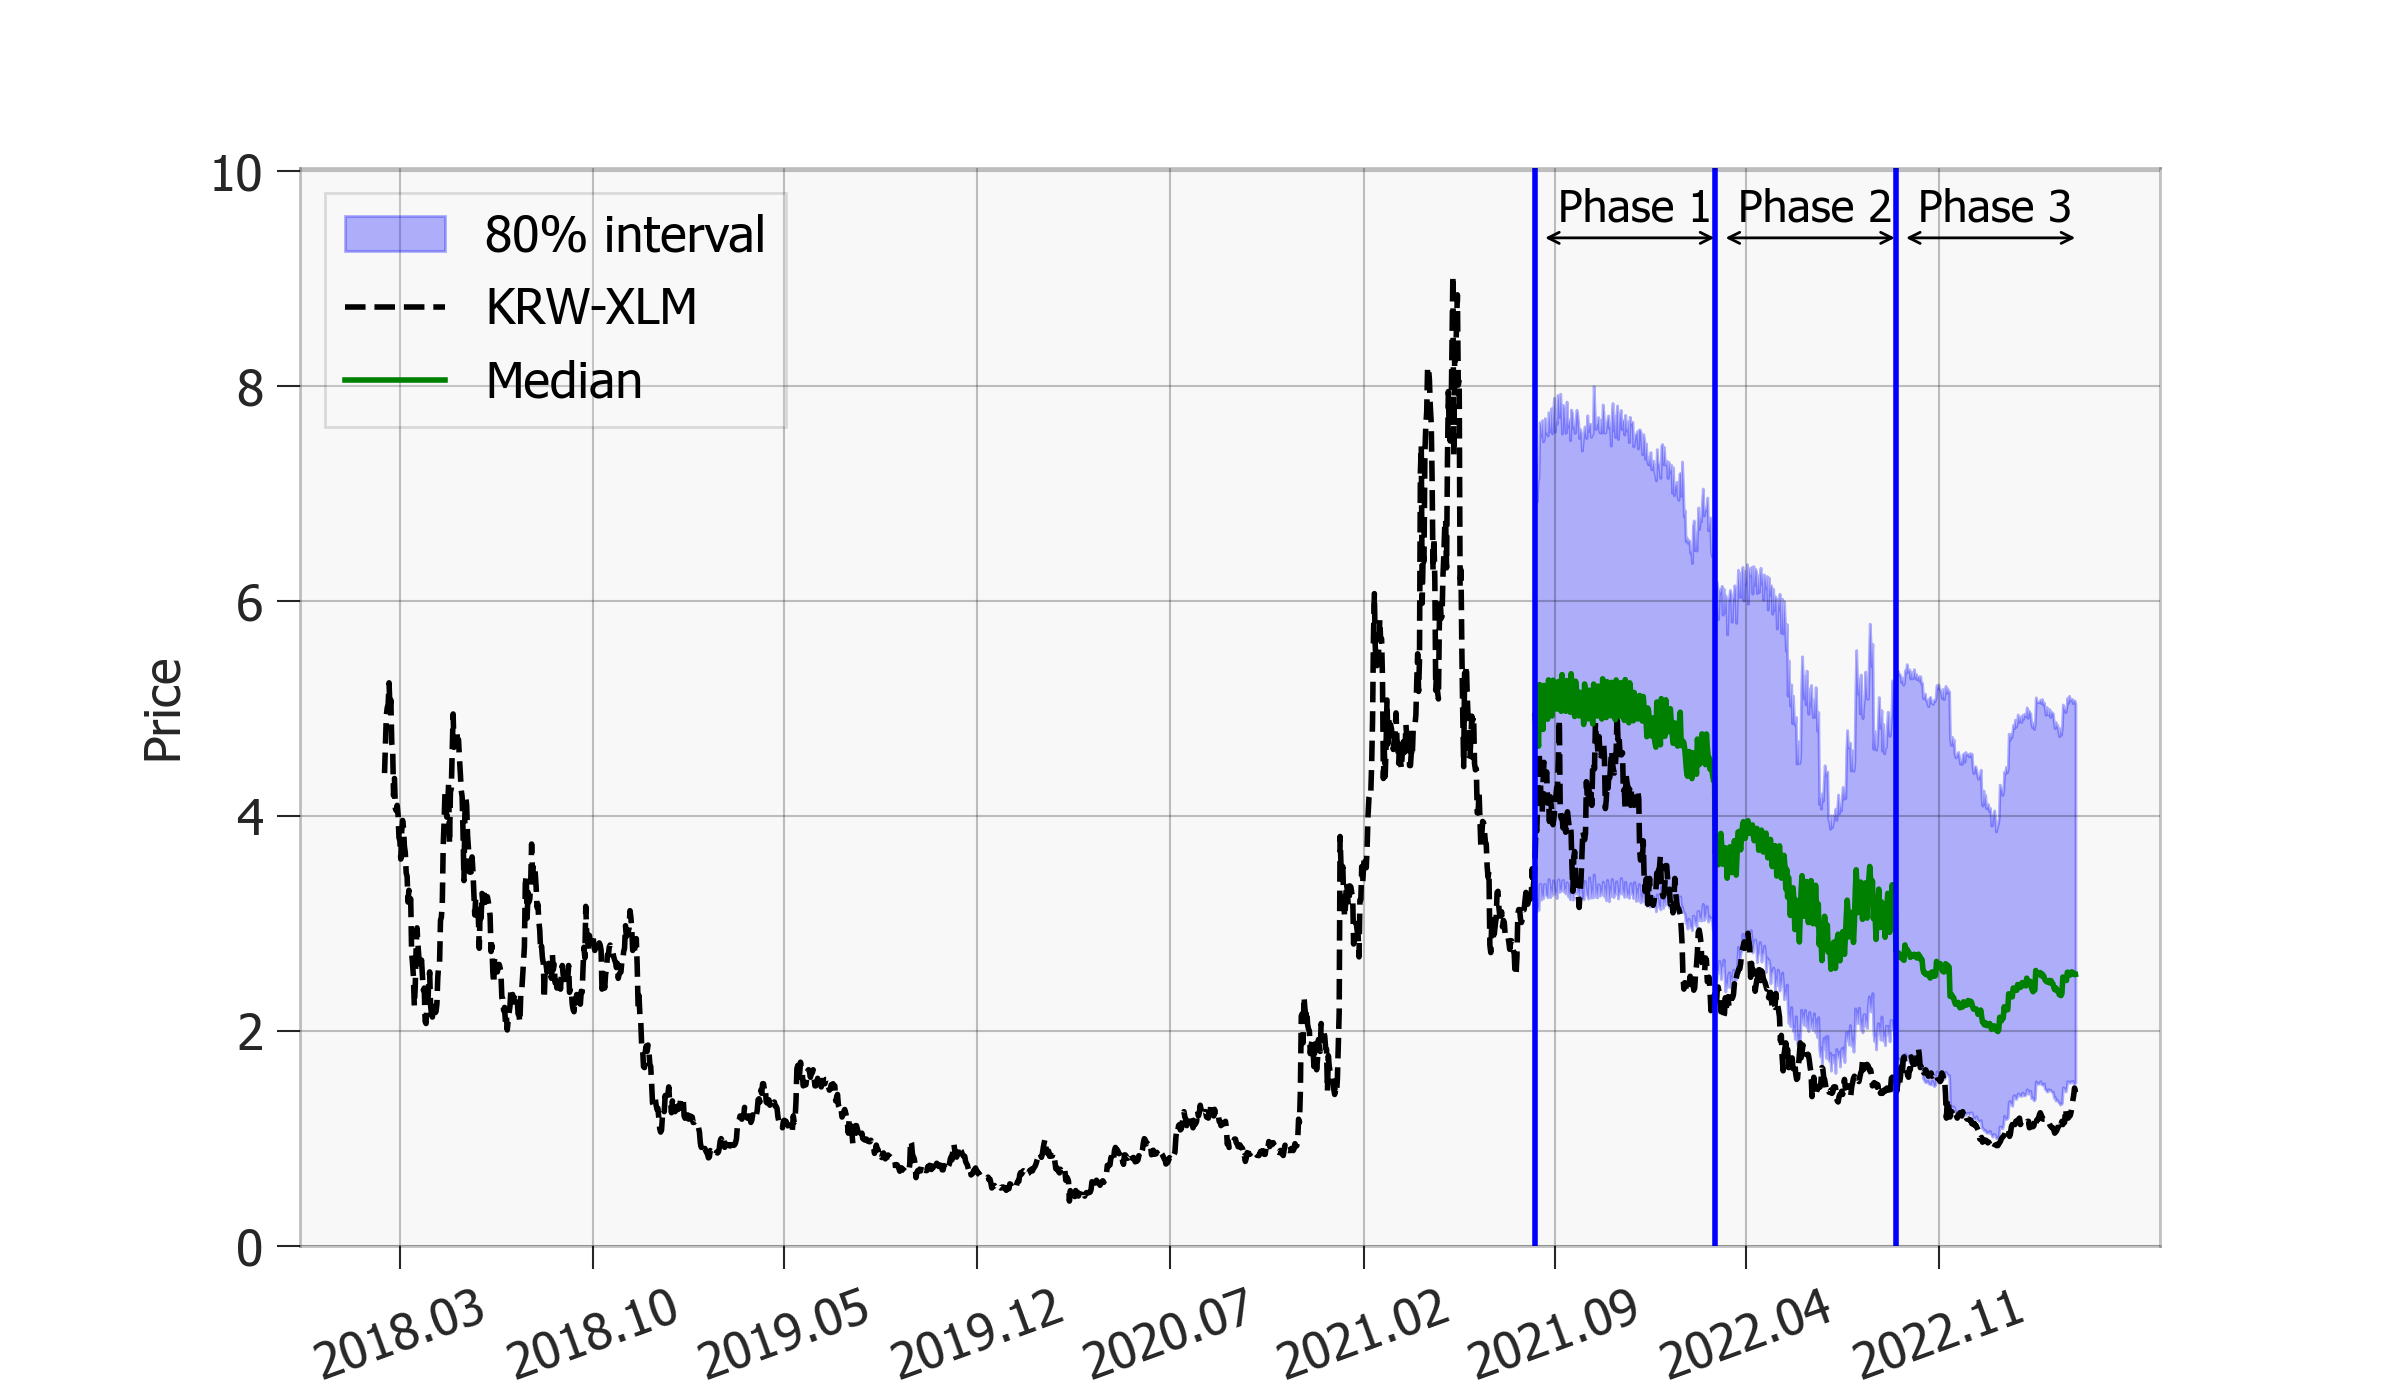 10
8
6
4
2
0
Price
80% interval
KRW-XLM
Median
Phase 1
Phase 2
Phase 3
2018.03
2018.10
2019.05
2019.12
2020.07
2021.02
2021.09
2022.04
2022.11